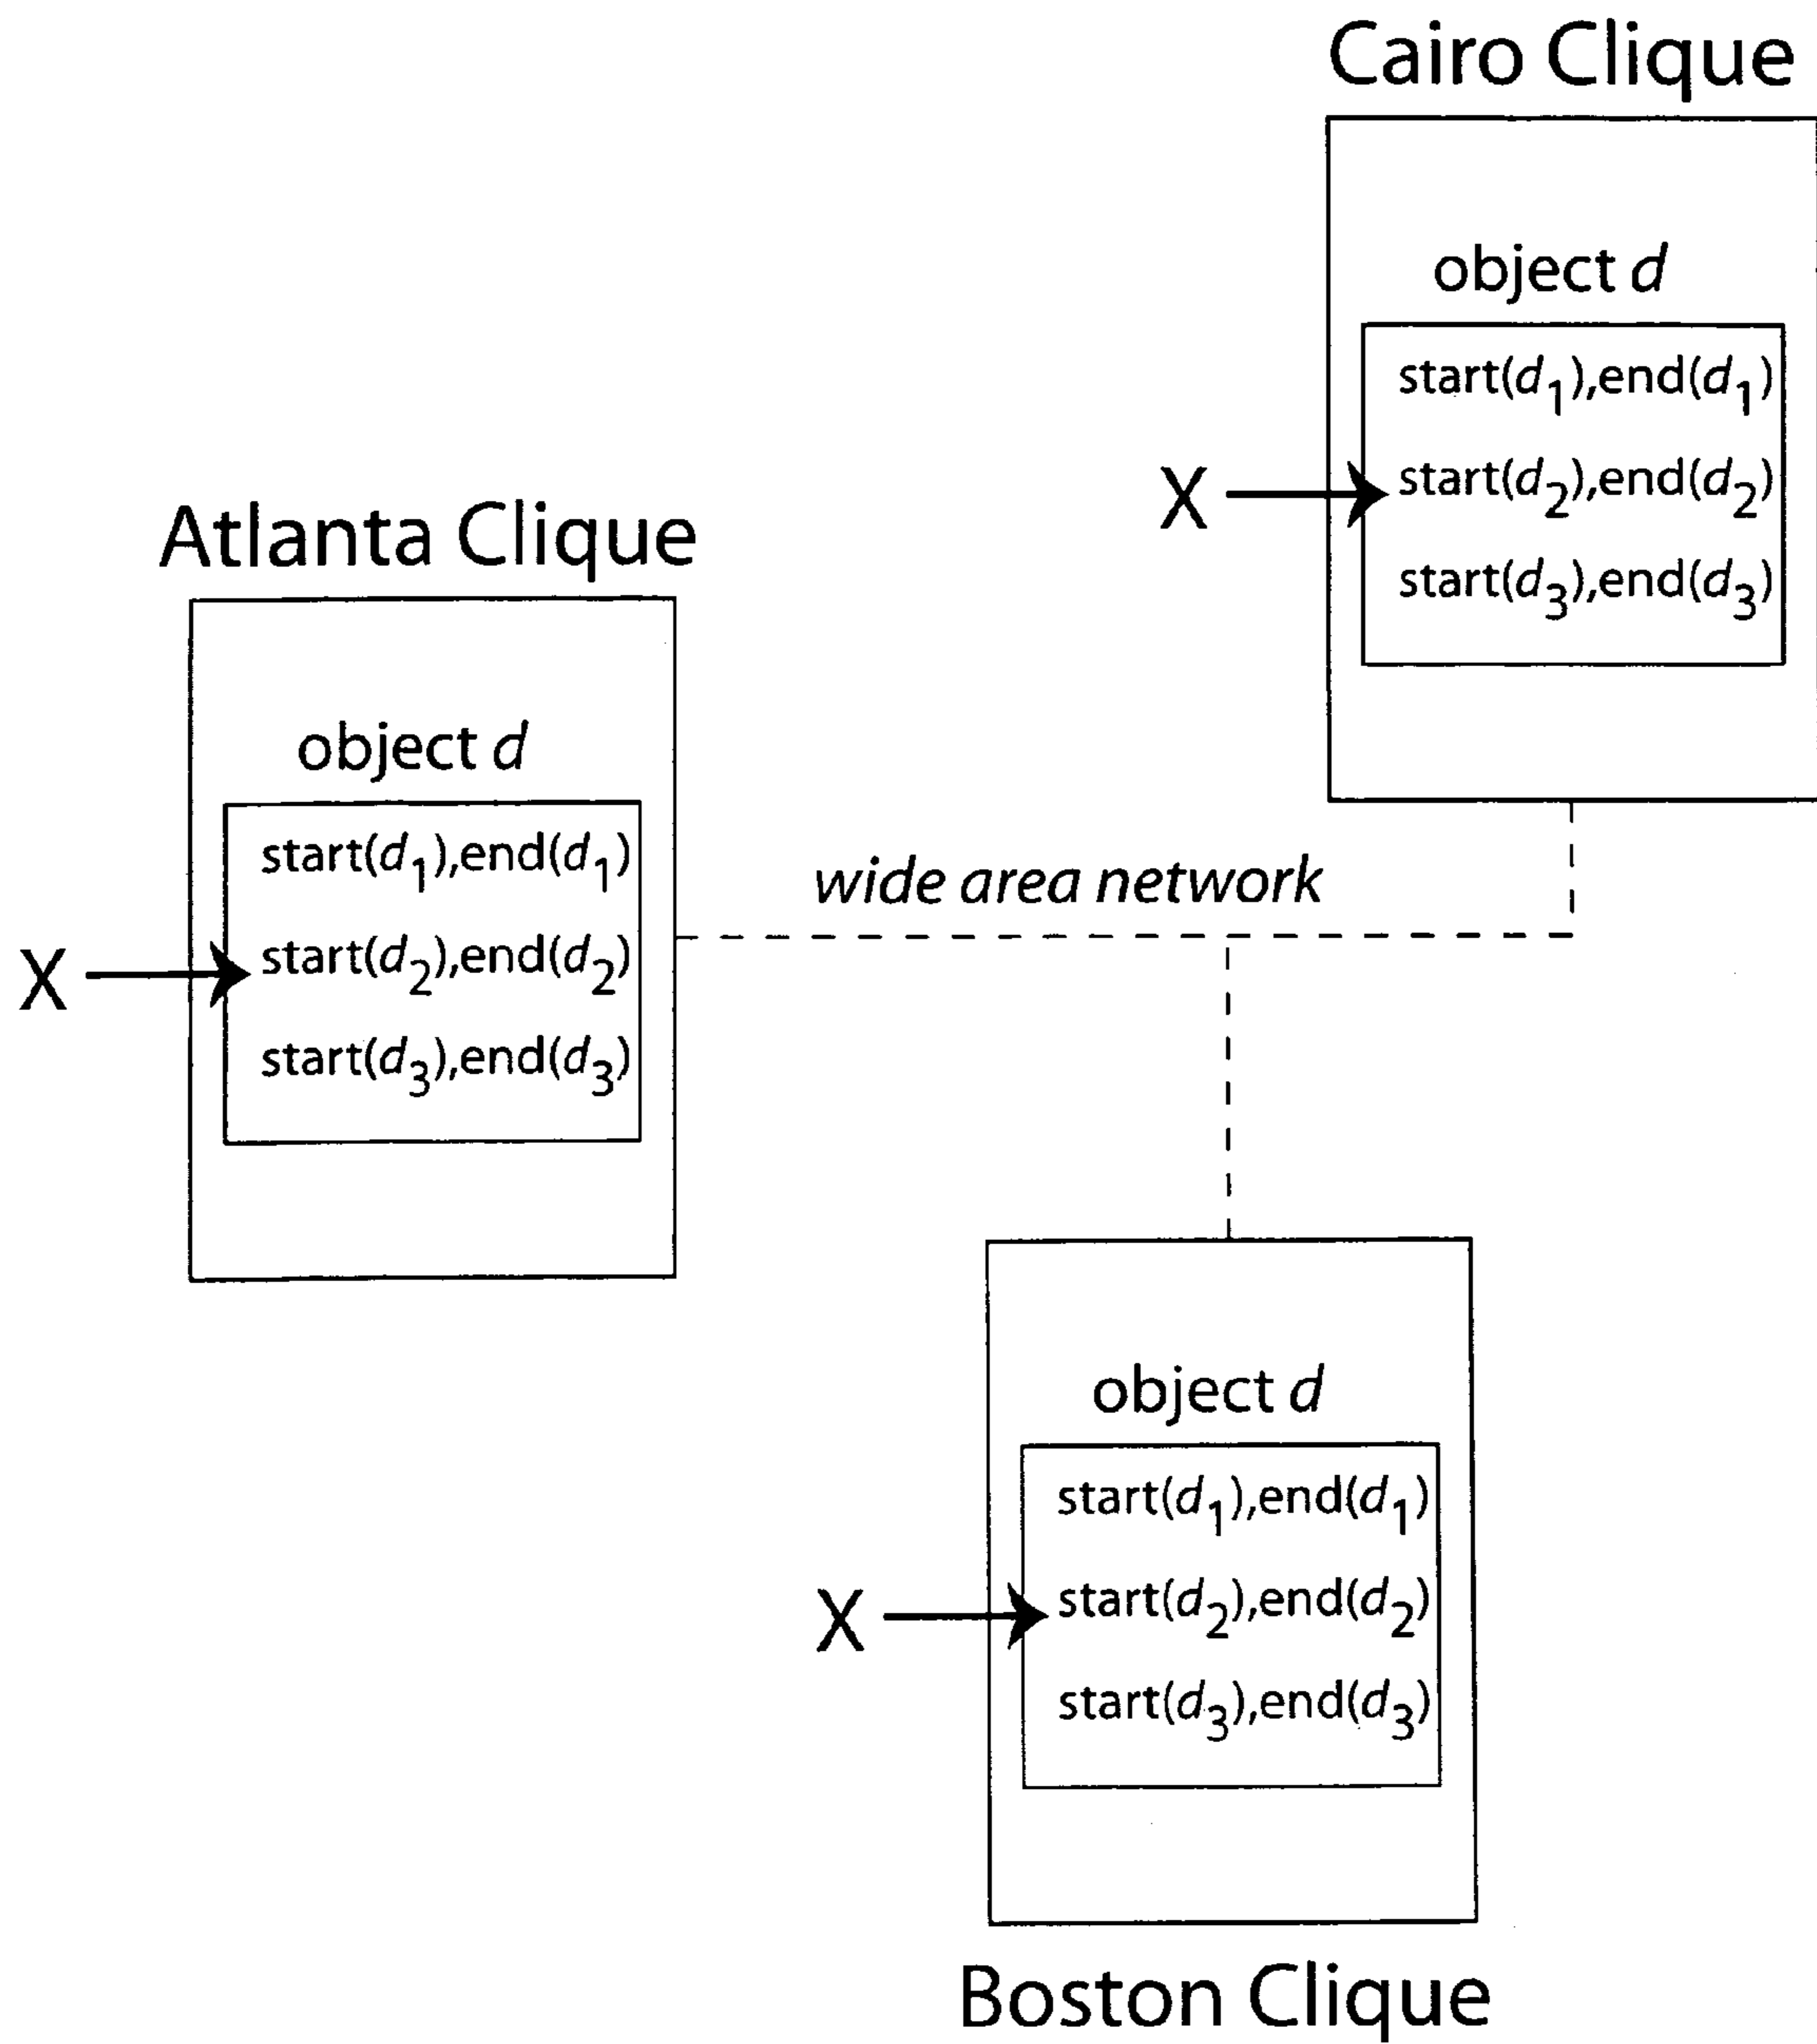 Cairo Clique
object d
start(d₁),end(d₁)
X
start(d₂),end(d₂)
start(d₃),end(d₃)
Atlanta Clique
object d
start(d₁),end(d₁)
X
start(d₂),end(d₂)
start(d₃),end(d₃)
wide area network
object d
start(d₁),end(d₁)
X
start(d₂),end(d₂)
start(d₃),end(d₃)
Boston Clique